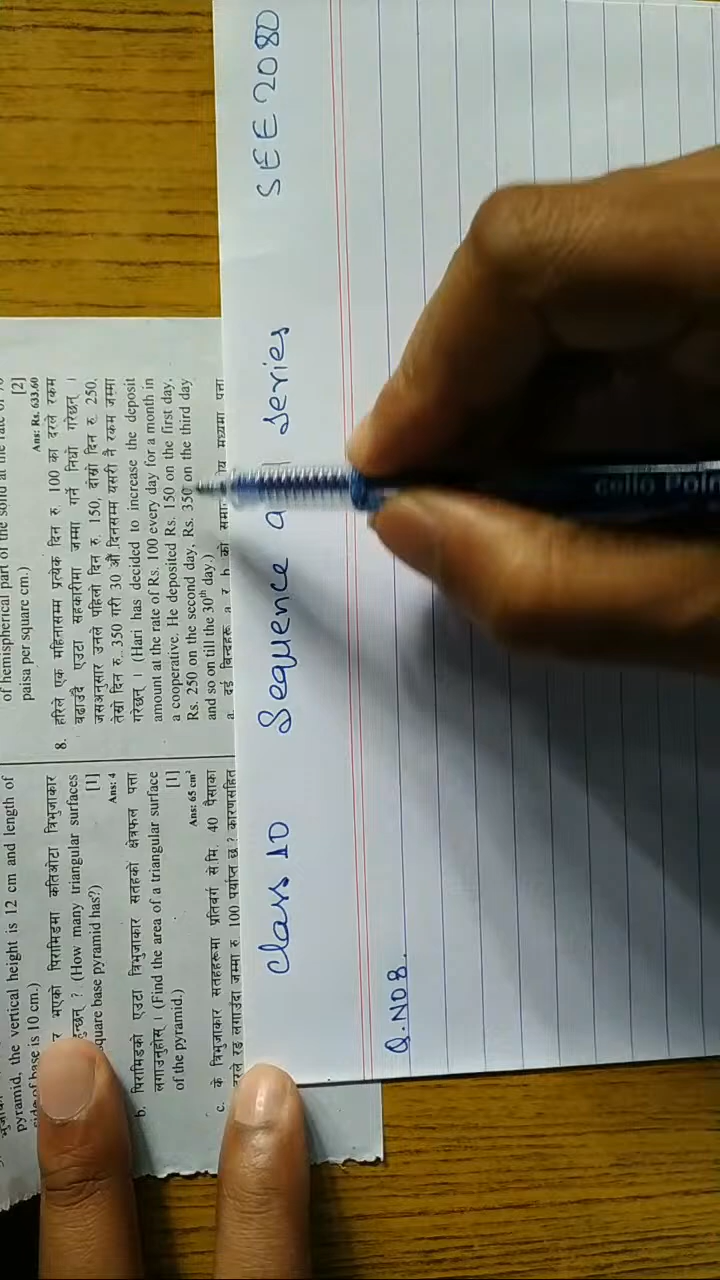 pyramid, the vertical height is 12 cm and length of
side of base is 10 cm.)
भएको पिरामिडमा कतिओटा त्रिभुजाकार
? (How many triangular surfaces
square base pyramid has?) [1]
Ans: 4
b. पिरामिडको एउटा त्रिभुजाकार सतहको क्षेत्रफल पत्ता
लगाउनुहोस् । (Find the area of a triangular surface
of the pyramid.) [1]
Ans: 65 cm²
c. के त्रिभुजाकार सतहहरूमा प्रतिवर्ग से.मि. 40 पैसाका
दरले रङ लगाउँदा जम्मा रु 100 पर्याप्त छ ? कारणसहित
of hemispherical part of the solid at the rate of
paisa per square cm.) [2]
Ans: Rs. 633.60
8. हरिले एक महिनासम्म प्रत्येक दिन रु. 100 का दरले रकम
बढाउँदै एउटा सहकारीमा जम्मा गर्ने निधो गरेछन् ।
जसअनुसार उनले पहिलो दिन रु. 150, दोस्रो दिन रु. 250,
तेस्रो दिन रु. 350 गरी 30 औँ दिनसम्म यसरी नै रकम जम्मा
गरेछन् । (Hari has decided to increase the deposit
amount at the rate of Rs. 100 every day for a month in
a cooperative. He deposited Rs. 150 on the first day,
Rs. 250 on the second day, Rs. 350 on the third day
and so on till the 30th day.)
a. दुई बिन्दुहरू a र b को मध्यमा पत्ता
Class 10 Sequence a series SEE 2080
Q.NO 8.
cello Poin